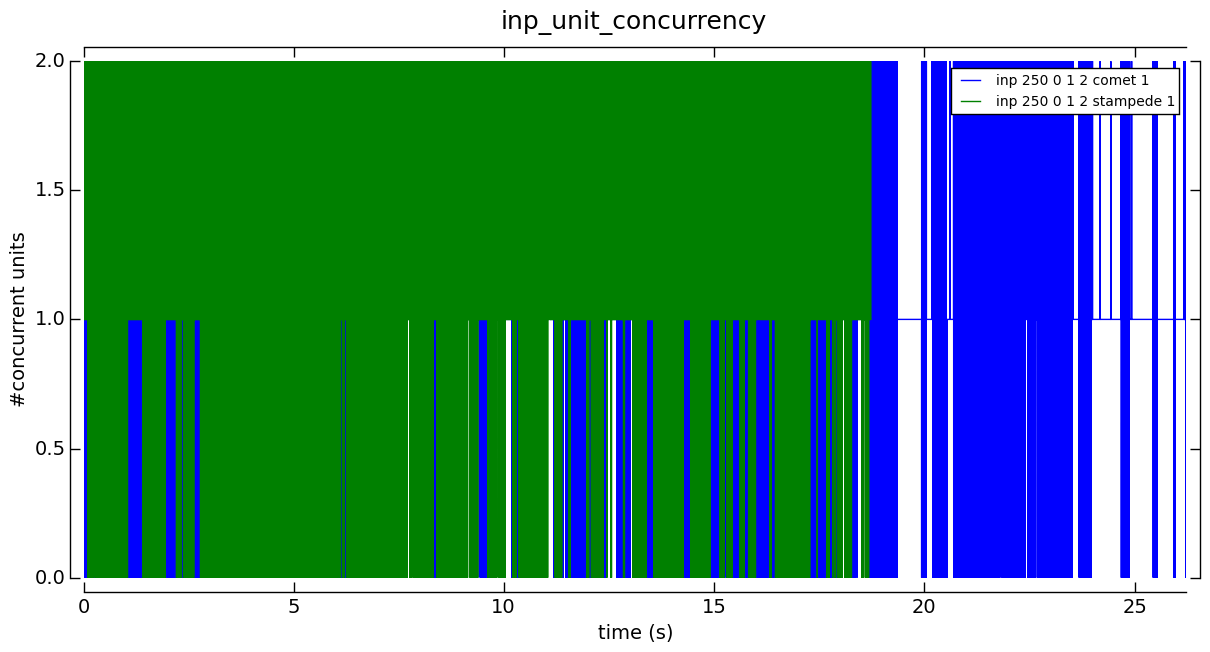 inp_unit_concurrency
2.0
inp 250 0 1 2 comet 1
inp 250 0 1 2 stampede 1
1.5
#concurrent units
1.0
0.5
0.0
0 5 10 15 20 25
time (s)